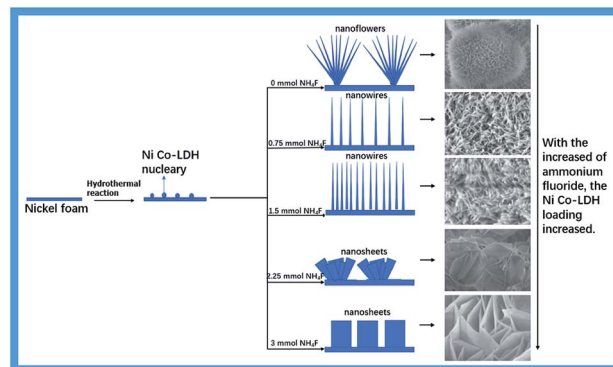 nanoflowers
0 mmol NH₄F
nanowires
0.75 mmol NH₄F
nanowires
1.5 mmol NH₄F
nanosheets
2.25 mmol NH₄F
nanosheets
3 mmol NH₄F
Ni Co-LDH
nucleary
Hydrothermal
reaction
Nickel foam
With the
increased of
ammonium
fluoride, the
Ni Co-LDH
loading
increased.